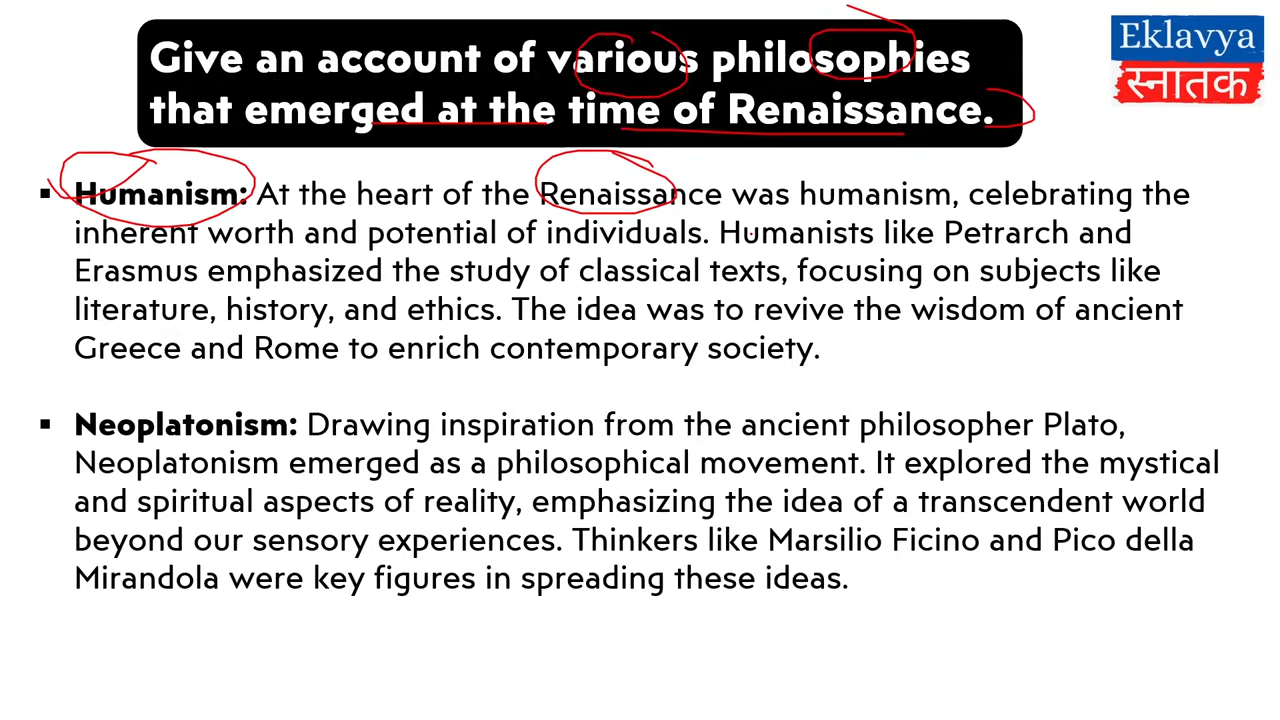 Give an account of various philosophies
that emerged at the time of Renaissance.
Eklavya
स्नातक
▪ Humanism: At the heart of the Renaissance was humanism, celebrating the
inherent worth and potential of individuals. Humanists like Petrarch and
Erasmus emphasized the study of classical texts, focusing on subjects like
literature, history, and ethics. The idea was to revive the wisdom of ancient
Greece and Rome to enrich contemporary society.
▪ Neoplatonism: Drawing inspiration from the ancient philosopher Plato,
Neoplatonism emerged as a philosophical movement. It explored the mystical
and spiritual aspects of reality, emphasizing the idea of a transcendent world
beyond our sensory experiences. Thinkers like Marsilio Ficino and Pico della
Mirandola were key figures in spreading these ideas.